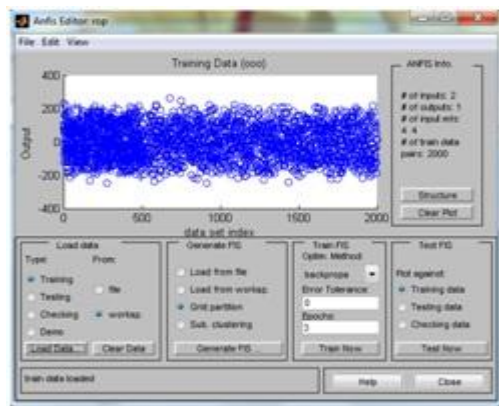 Anfis Editor: rop
File Edit View
Training Data (ooo)
400
200
0
-200
-400
Output
0
500
1000
1500
2000
data set index
ANFIS Info.
# of inputs: 2
# of outputs: 1
# of input mfs:
4 4
# of train data
pairs: 2000
Structure
Clear Plot
Load data
Type:
From:
Training
Testing
Checking
Demo
file
worksp.
Load Data...
Clear Data
Generate FIS
Load from file
Load from worksp.
Grid partition
Sub. clustering
Generate FIS ...
Train FIS
Optim. Method:
backpropa
Error Tolerance:
0
Epochs:
3
Train Now
Test FIS
Plot against:
Training data
Testing data
Checking data
Test Now
train data loaded
Help
Close